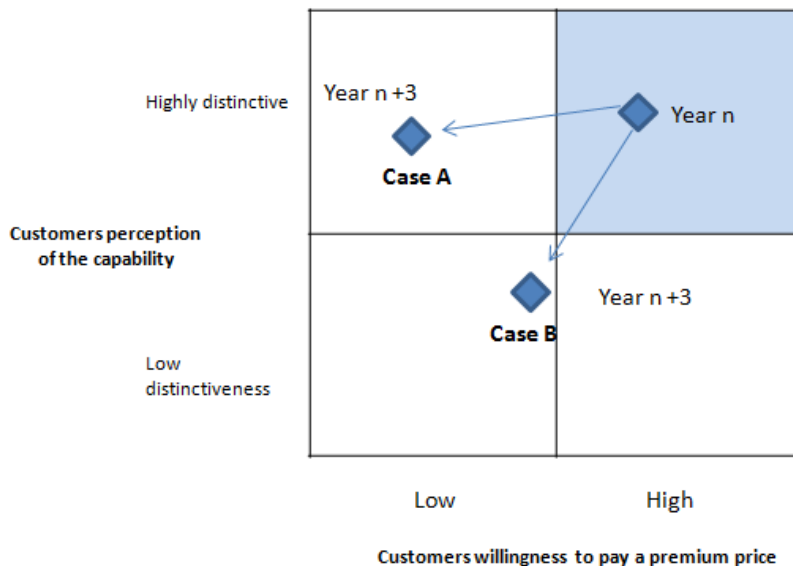 Highly distinctive
Year n +3
Year n
Case A
Customers perception
of the capability
Year n +3
Case B
Low
distinctiveness
Low
High
Customers willingness to pay a premium price